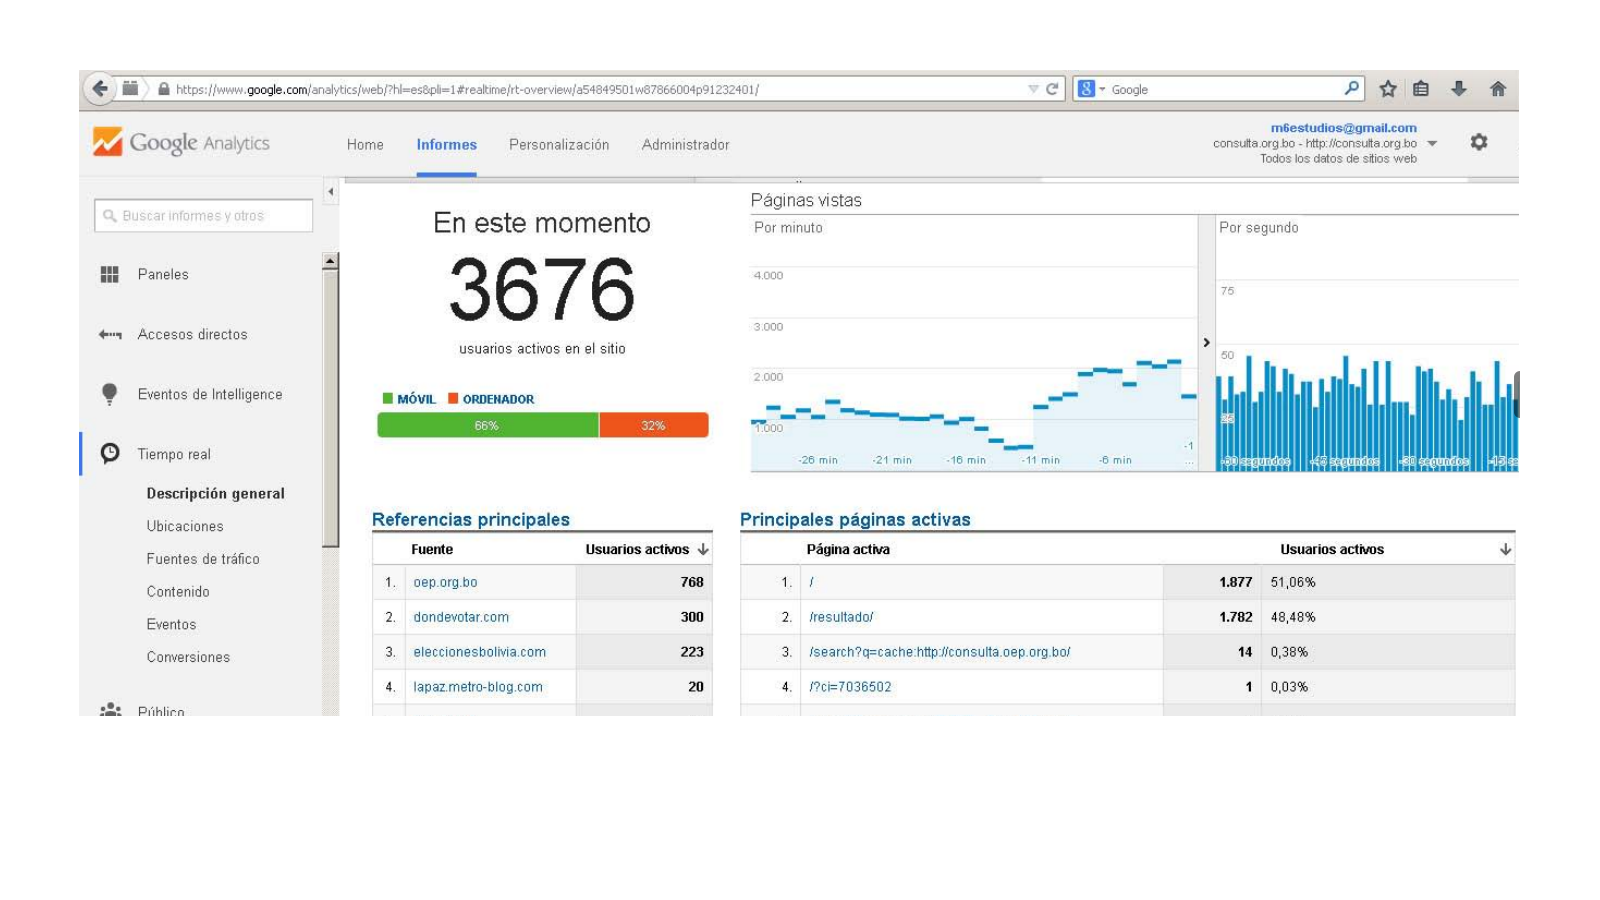 https://www.google.com/analytics/web/?hl=es&pli=1#realtime/rt-overview/a54849501w87866004p91232401/
Google
Google Analytics
Home
Informes
Personalización
Administrador
m6estudios@gmail.com
consulta.org.bo - http://consulta.org.bo
Todos los datos de sitios web
Buscar informes y otros
Paneles
Accesos directos
Eventos de Intelligence
Tiempo real
Descripción general
Ubicaciones
Fuentes de tráfico
Contenido
Eventos
Conversiones
Público
En este momento
3676
usuarios activos en el sitio
MÓVIL ORDENADOR
66% 32%
Páginas vistas
Por minuto
4.000
3.000
2.000
1.000
-26 min -21 min -16 min -11 min -6 min -1
...
Por segundo
75
50
25
-60 segundos -45 segundos -30 segundos
Referencias principales
Fuente Usuarios activos
1. oep.org.bo 768
2. dondevotar.com 300
3. eleccionesbolivia.com 223
4. lapaz.metro-blog.com 20
Principales páginas activas
Página activa Usuarios activos
1. / 1.877 51,06%
2. /resultado/ 1.782 48,48%
3. /search?q=cache:http://consulta.oep.org.bo/ 14 0,38%
4. /?ci=7036502 1 0,03%